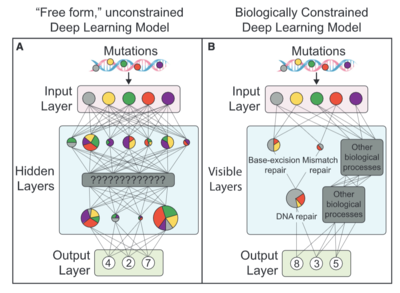 “Free form,” unconstrained
Deep Learning Model
Biologically Constrained
Deep Learning Model
A
Mutations
Input
Layer
Hidden
Layers
?????????????
Output
Layer
4 2 7
B
Mutations
Input
Layer
Visible
Layers
Base-excision
repair
Mismatch
repair
Other
biological
processes
DNA repair
Other
biological
processes
Output
Layer
8 3 5